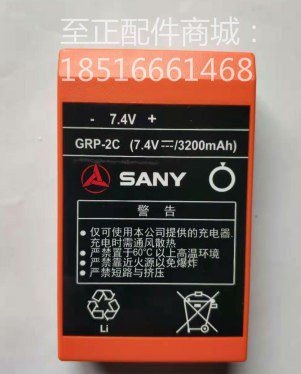 至正配件商城：
18516661468
- 7.4V +
GRP-2C (7.4V⎓/3200mAh)
SANY
警告
●仅可使用本公司提供的充电器.
充电时需通风散热
●严禁置于60℃以上高温环境
●严禁靠近火源以免爆炸
●严禁短路与挤压
Li